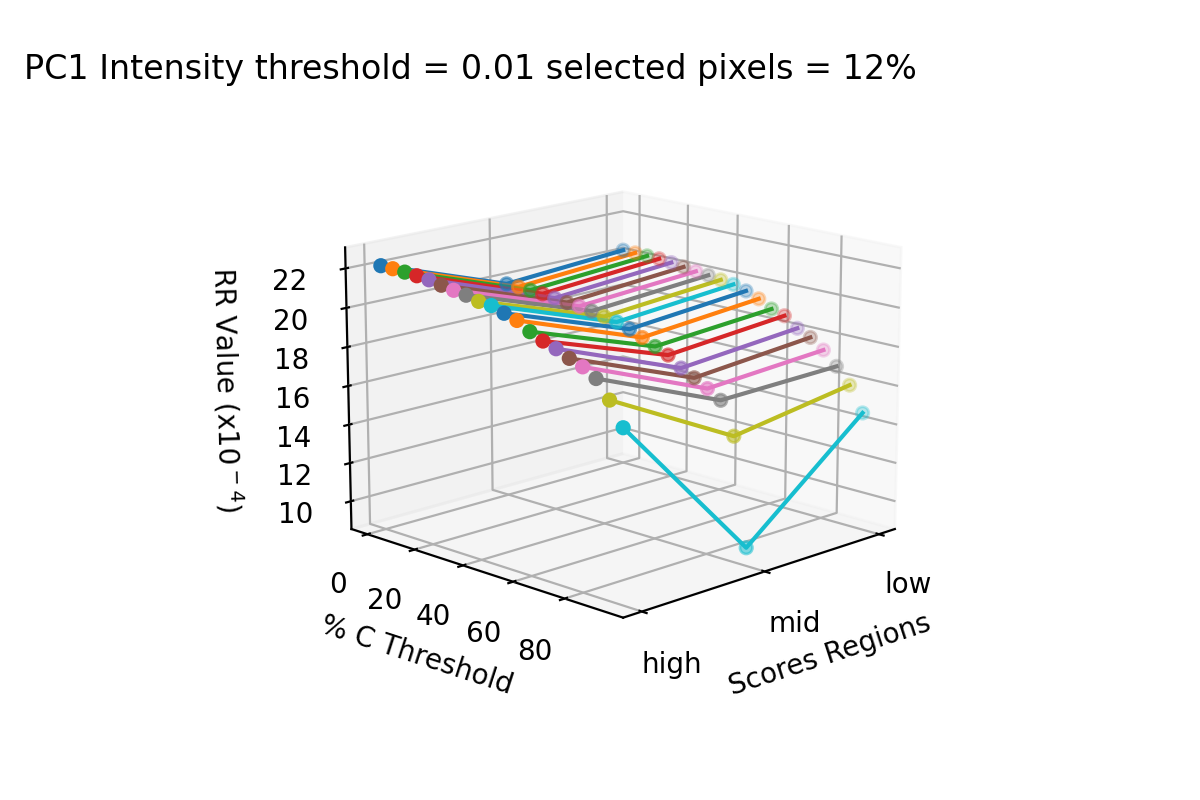 PC1 Intensity threshold = 0.01 selected pixels = 12%
RR Value (x10⁻⁴)
22
20
18
16
14
12
10
0
20
40
60
80
% C Threshold
high
mid
low
Scores Regions